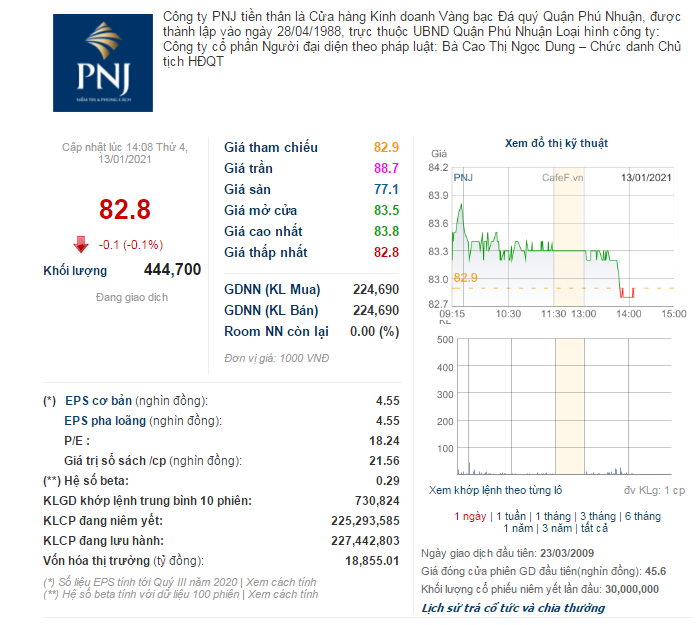 Công ty PNJ tiền thân là Cửa hàng Kinh doanh Vàng bạc Đá quý Quận Phú Nhuận, được
thành lập vào ngày 28/04/1988, trực thuộc UBND Quận Phú Nhuận Loại hình công ty:
Công ty cổ phần Người đại diện theo pháp luật: Bà Cao Thị Ngọc Dung – Chức danh Chủ
tịch HĐQT
PNJ
NIỀM TIN & PHONG CÁCH
Cập nhật lúc 14:08 Thứ 4,
13/01/2021
82.8
-0.1 (-0.1%)
Khối lượng 444,700
Đang giao dịch
Giá tham chiếu 82.9
Giá trần 88.7
Giá sàn 77.1
Giá mở cửa 83.5
Giá cao nhất 83.8
Giá thấp nhất 82.8
GDNN (KL Mua) 224,690
GDNN (KL Bán) 224,690
Room NN còn lại 0.00 (%)
Đơn vị giá: 1000 VNĐ
(*) EPS cơ bản (nghìn đồng): 4.55
EPS pha loãng (nghìn đồng): 4.55
P/E : 18.24
Giá trị sổ sách /cp (nghìn đồng): 21.56
(**) Hệ số beta: 0.29
KLGD khớp lệnh trung bình 10 phiên: 730,824
KLCP đang niêm yết: 225,293,585
KLCP đang lưu hành: 227,442,803
Vốn hóa thị trường (tỷ đồng): 18,855.01
(*) Số liệu EPS tính tới Quý III năm 2020 | Xem cách tính
(**) Hệ số beta tính với dữ liệu 100 phiên | Xem cách tính
Xem đồ thị kỹ thuật
Giá
84.2
PNJ CafeF.vn 13/01/2021
83.9
83.6
83.3
83.0
82.9
82.7
09:15 10:30 11:30 13:00 14:00 15:00
KL
500
400
300
200
100
Xem khớp lệnh theo từng lô đv KLg: 1 cp
1 ngày | 1 tuần | 1 tháng | 3 tháng | 6 tháng
1 năm | 3 năm | tất cả
Ngày giao dịch đầu tiên: 23/03/2009
Giá đóng cửa phiên GD đầu tiên(nghìn đồng): 45.6
Khối lượng cổ phiếu niêm yết lần đầu: 30,000,000
Lịch sử trả cổ tức và chia thưởng